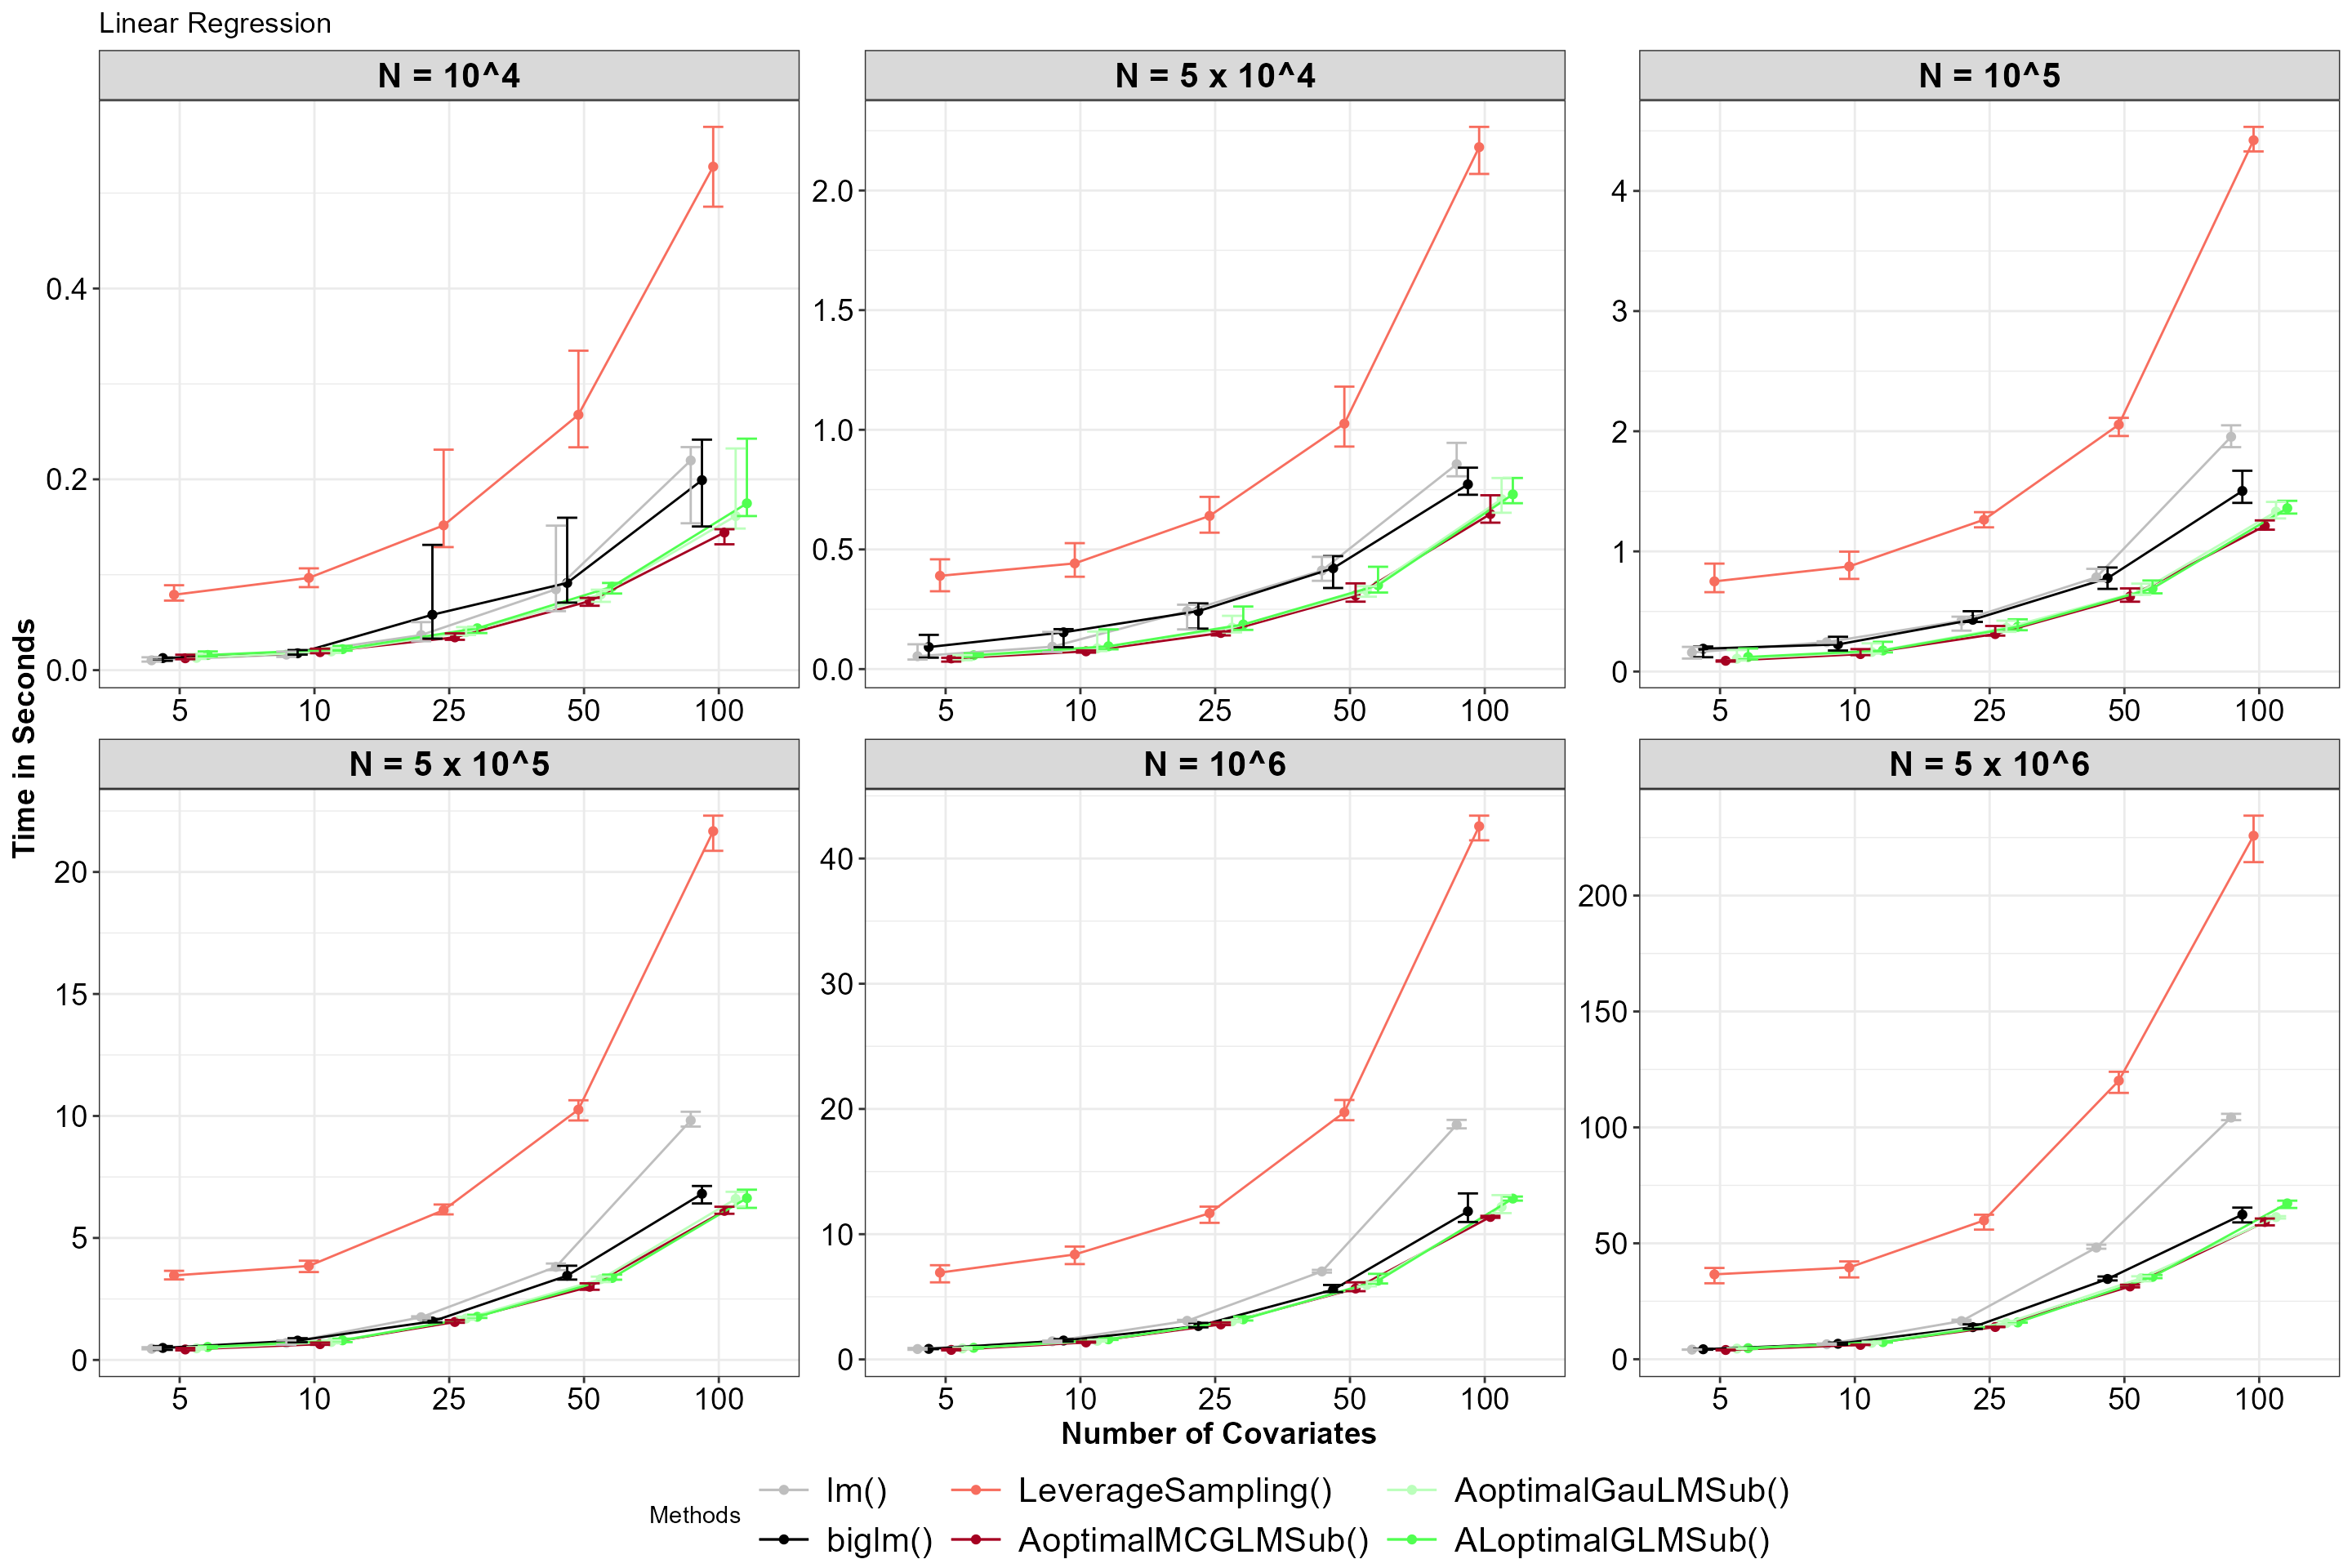 Linear Regression
N = 10^4
N = 5 x 10^4
N = 10^5
0.4
0.2
0.0
2.0
1.5
1.0
0.5
0.0
4
3
2
1
0
5 10 25 50 100
5 10 25 50 100
5 10 25 50 100
Time in Seconds
N = 5 x 10^5
N = 10^6
N = 5 x 10^6
20
15
10
5
0
40
30
20
10
0
200
150
100
50
0
5 10 25 50 100
5 10 25 50 100
5 10 25 50 100
Number of Covariates
Methods
lm()
LeverageSampling()
AoptimalGauLMSub()
biglm()
AoptimalMCGLMSub()
ALoptimalGLMSub()